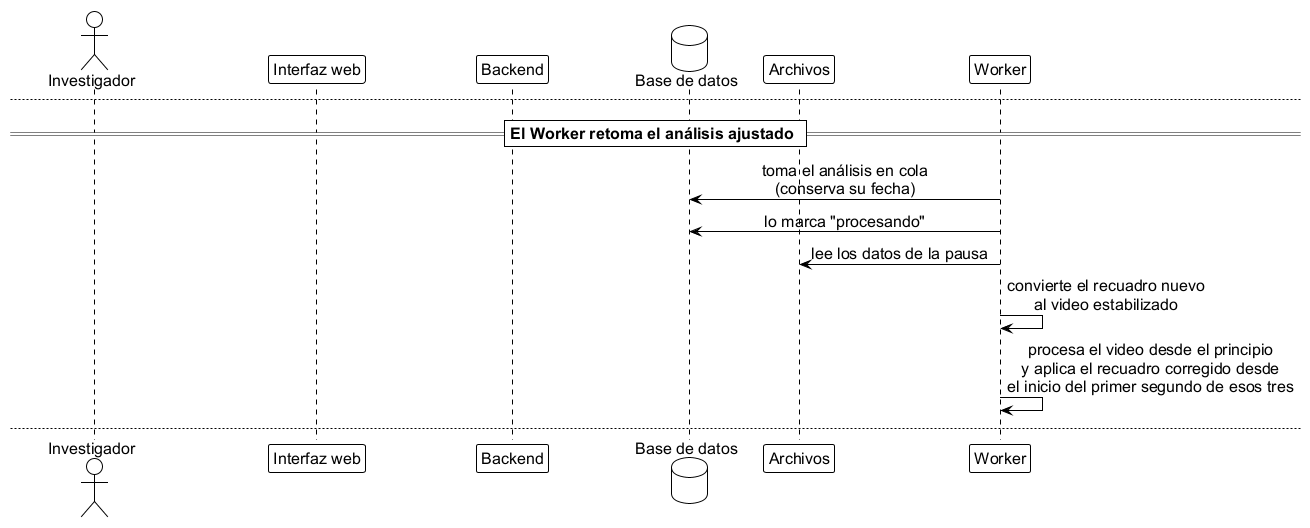 Investigador
Interfaz web
Backend
Base de datos
Archivos
Worker
El Worker retoma el análisis ajustado
toma el análisis en cola
(conserva su fecha)
lo marca "procesando"
lee los datos de la pausa
convierte el recuadro nuevo
al video estabilizado
procesa el video desde el principio
y aplica el recuadro corregido desde
el inicio del primer segundo de esos tres
Investigador
Interfaz web
Backend
Base de datos
Archivos
Worker